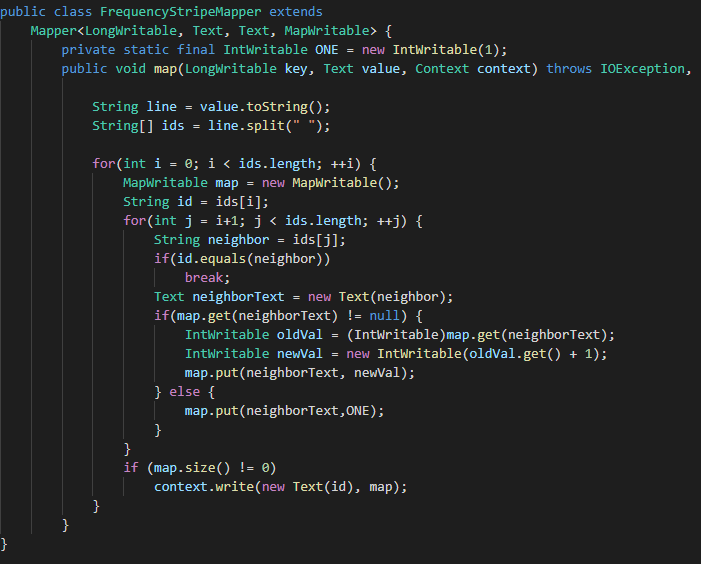 public class FrequencyStripeMapper extends
    Mapper<LongWritable, Text, Text, MapWritable> {
        private static final IntWritable ONE = new IntWritable(1);
        public void map(LongWritable key, Text value, Context context) throws IOException,
            String line = value.toString();
            String[] ids = line.split(" ");
            for(int i = 0; i < ids.length; ++i) {
                MapWritable map = new MapWritable();
                String id = ids[i];
                for(int j = i+1; j < ids.length; ++j) {
                    String neighbor = ids[j];
                    if(id.equals(neighbor))
                        break;
                    Text neighborText = new Text(neighbor);
                    if(map.get(neighborText) != null) {
                        IntWritable oldVal = (IntWritable)map.get(neighborText);
                        IntWritable newVal = new IntWritable(oldVal.get() + 1);
                        map.put(neighborText, newVal);
                    } else {
                        map.put(neighborText,ONE);
                    }
                }
                if (map.size() != 0)
                    context.write(new Text(id), map);
            }
        }
}